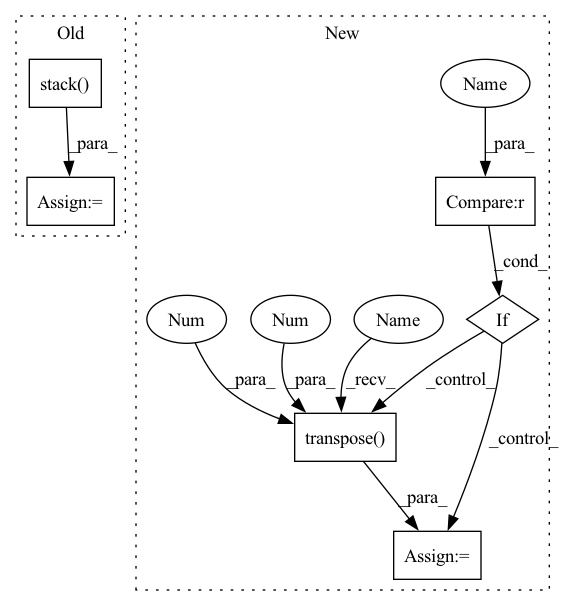 Old
New
stack()
Name
_para_
_para_
Assign:=
Compare:r
_cond_
Num
Num
Name
If
_para_
_para_
_recv_
_control_
transpose()
_control_
_para_
Assign:=